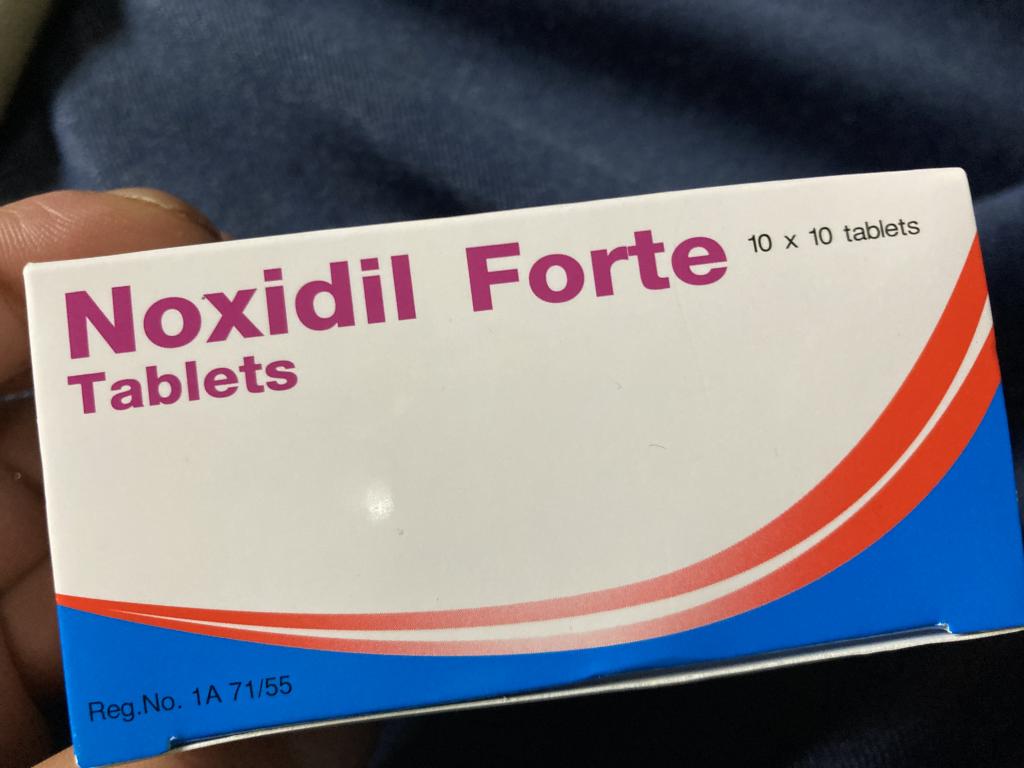 Noxidil Forte 10 x 10 tablets
Tablets
Reg.No. 1A 71/55